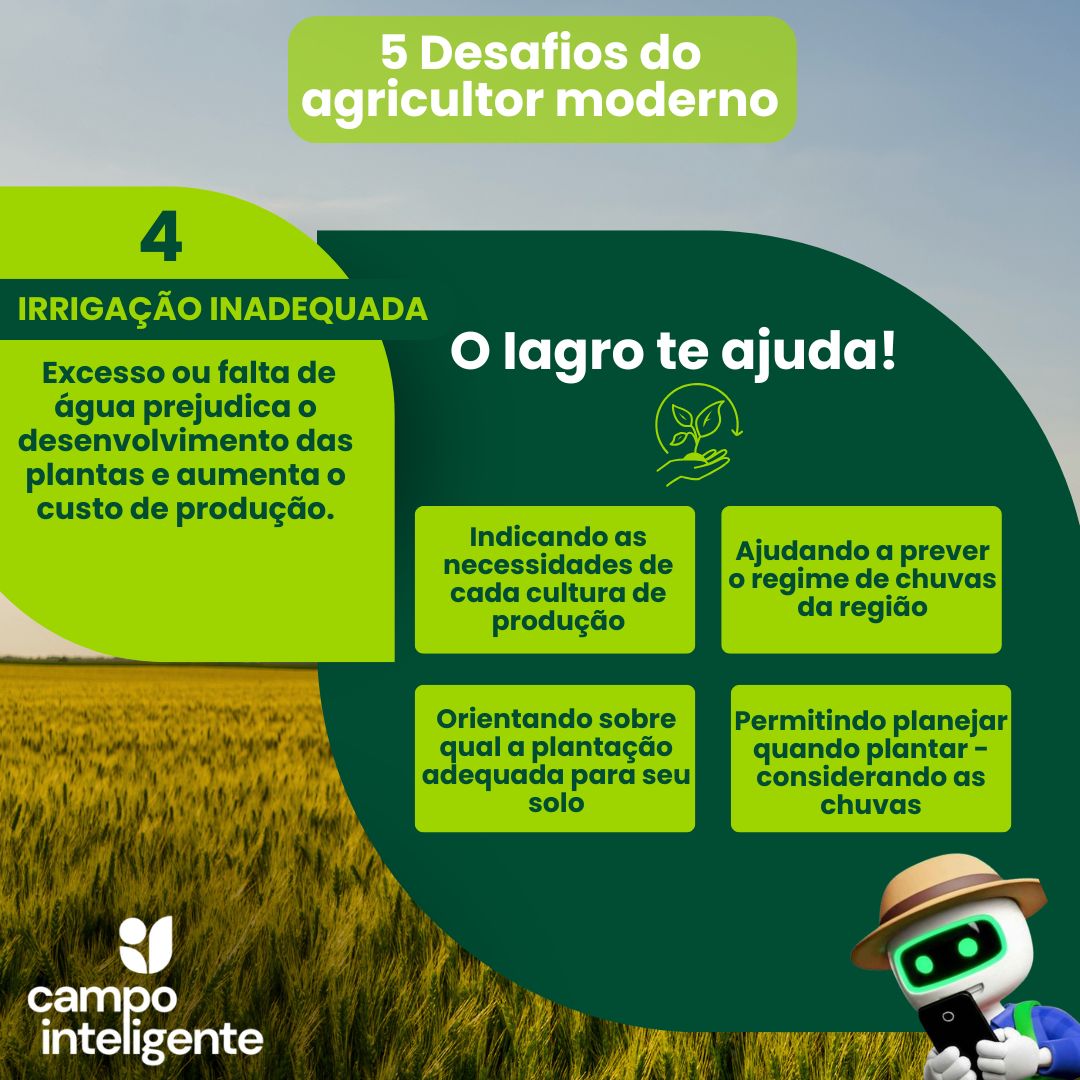 5 Desafios do
agricultor moderno
4
IRRIGAÇÃO INADEQUADA
Excesso ou falta de
água prejudica o
desenvolvimento das
plantas e aumenta o
custo de produção.
O Iagro te ajuda!
Indicando as
necessidades de
cada cultura de
produção
Ajudando a prever
o regime de chuvas
da região
Orientando sobre
qual a plantação
adequada para seu
solo
Permitindo planejar
quando plantar -
considerando as
chuvas
campo
inteligente